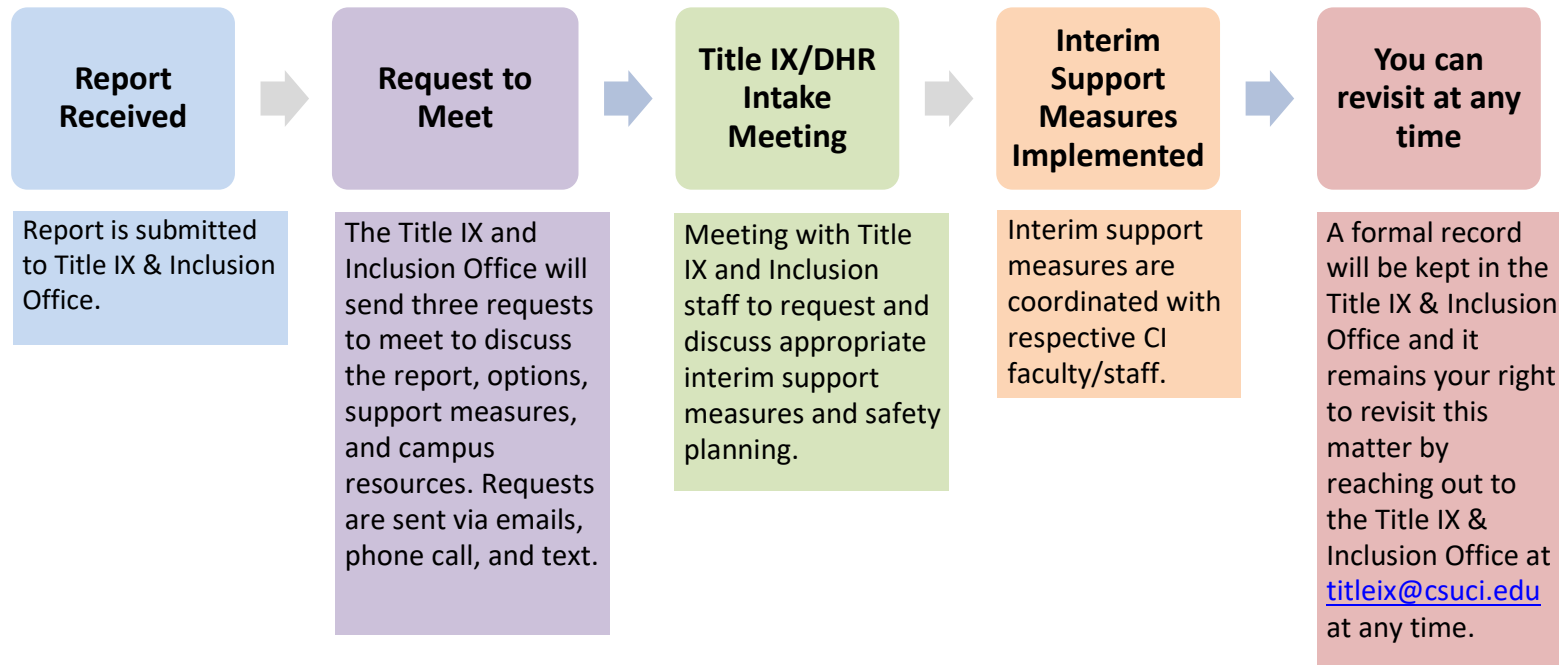 Report
Received
Request to
Meet
Title IX/DHR
Intake
Meeting
Interim
Support
Measures
Implemented
You can
revisit at any
time
Report is submitted
to Title IX & Inclusion
Office.
The Title IX and
Inclusion Office will
send three requests
to meet to discuss
the report, options,
support measures,
and campus
resources. Requests
are sent via emails,
phone call, and text.
Meeting with Title
IX and Inclusion
staff to request and
discuss appropriate
interim support
measures and safety
planning.
Interim support
measures are
coordinated with
respective CI
faculty/staff.
A formal record
will be kept in the
Title IX & Inclusion
Office and it
remains your right
to revisit this
matter by
reaching out to
the Title IX &
Inclusion Office at
titleix@csuci.edu
at any time.